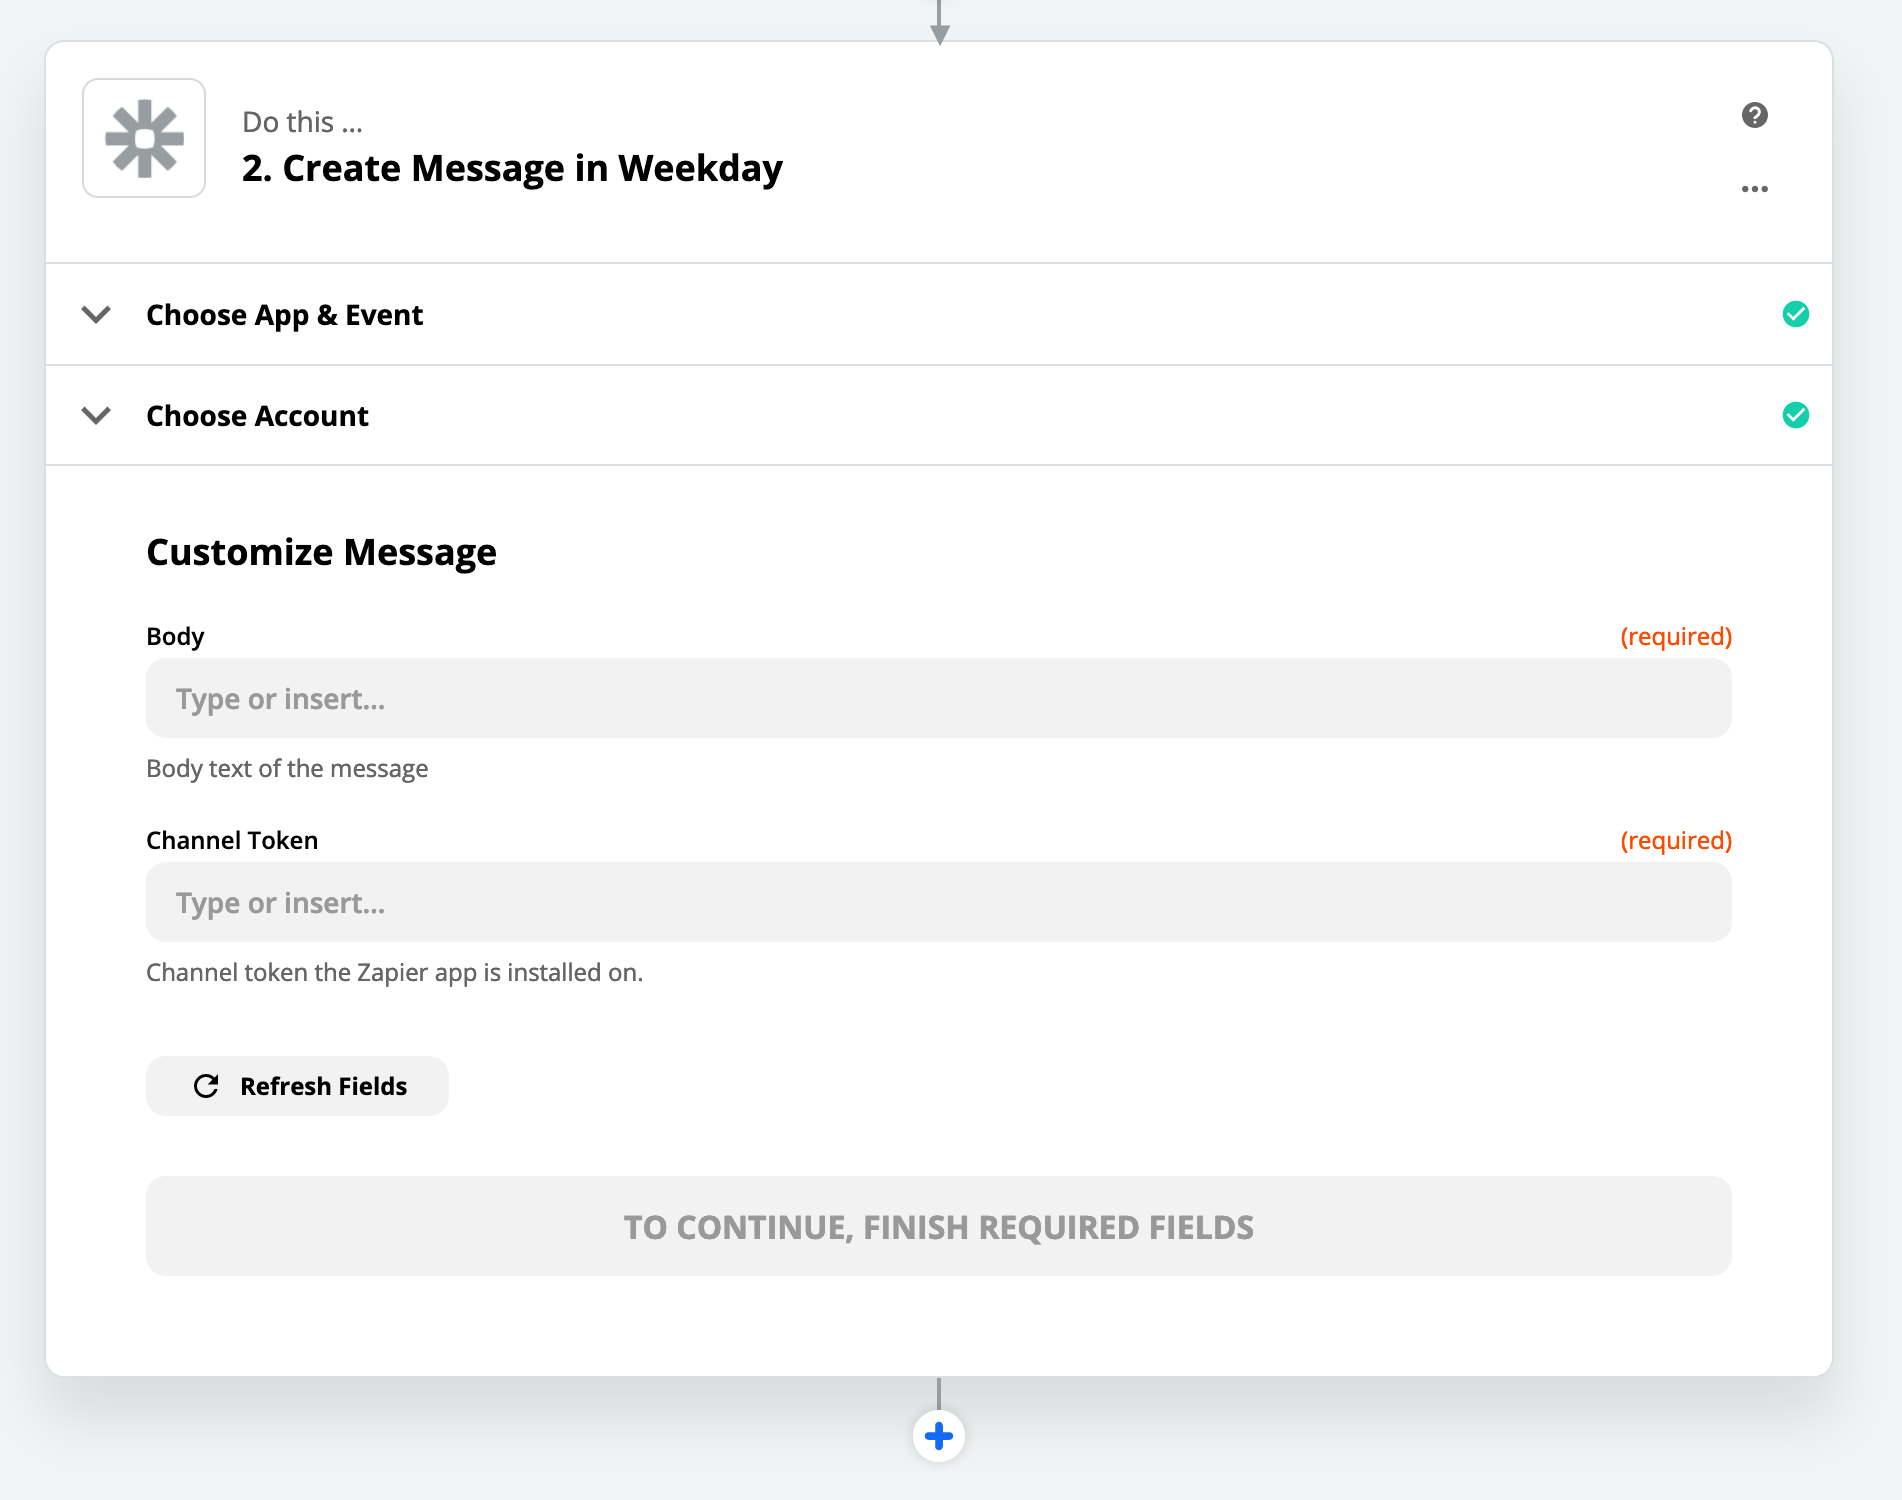 Do this ...
2. Create Message in Weekday
Choose App & Event
Choose Account
Customize Message
Body (required)
Type or insert...
Body text of the message
Channel Token (required)
Type or insert...
Channel token the Zapier app is installed on.
Refresh Fields
TO CONTINUE, FINISH REQUIRED FIELDS